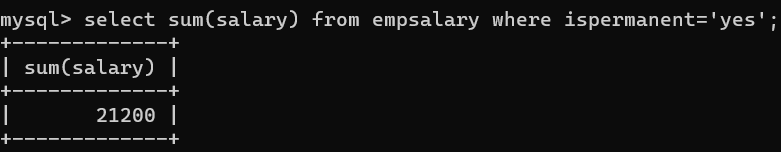 mysql> select sum(salary) from empsalary where ispermanent='yes';
+-------------+
| sum(salary) |
+-------------+
|       21200 |
+-------------+